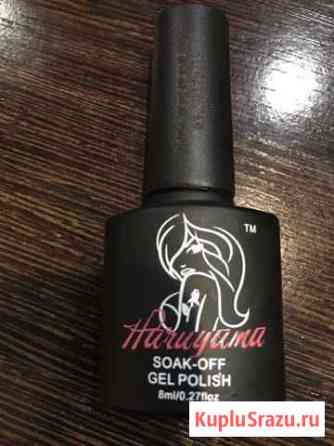 TM
Haruyama
SOAK-OFF
GEL POLISH
8ml/0.27floz
KupluSrazu.ru